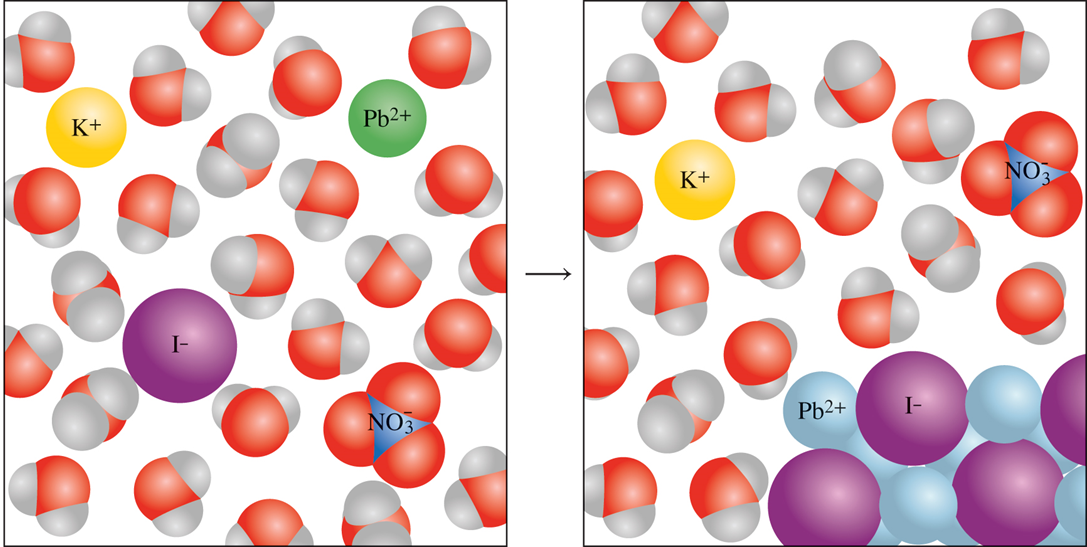 K⁺
Pb²⁺
I⁻
NO₃⁻
→
K⁺
NO₃⁻
Pb²⁺
I⁻